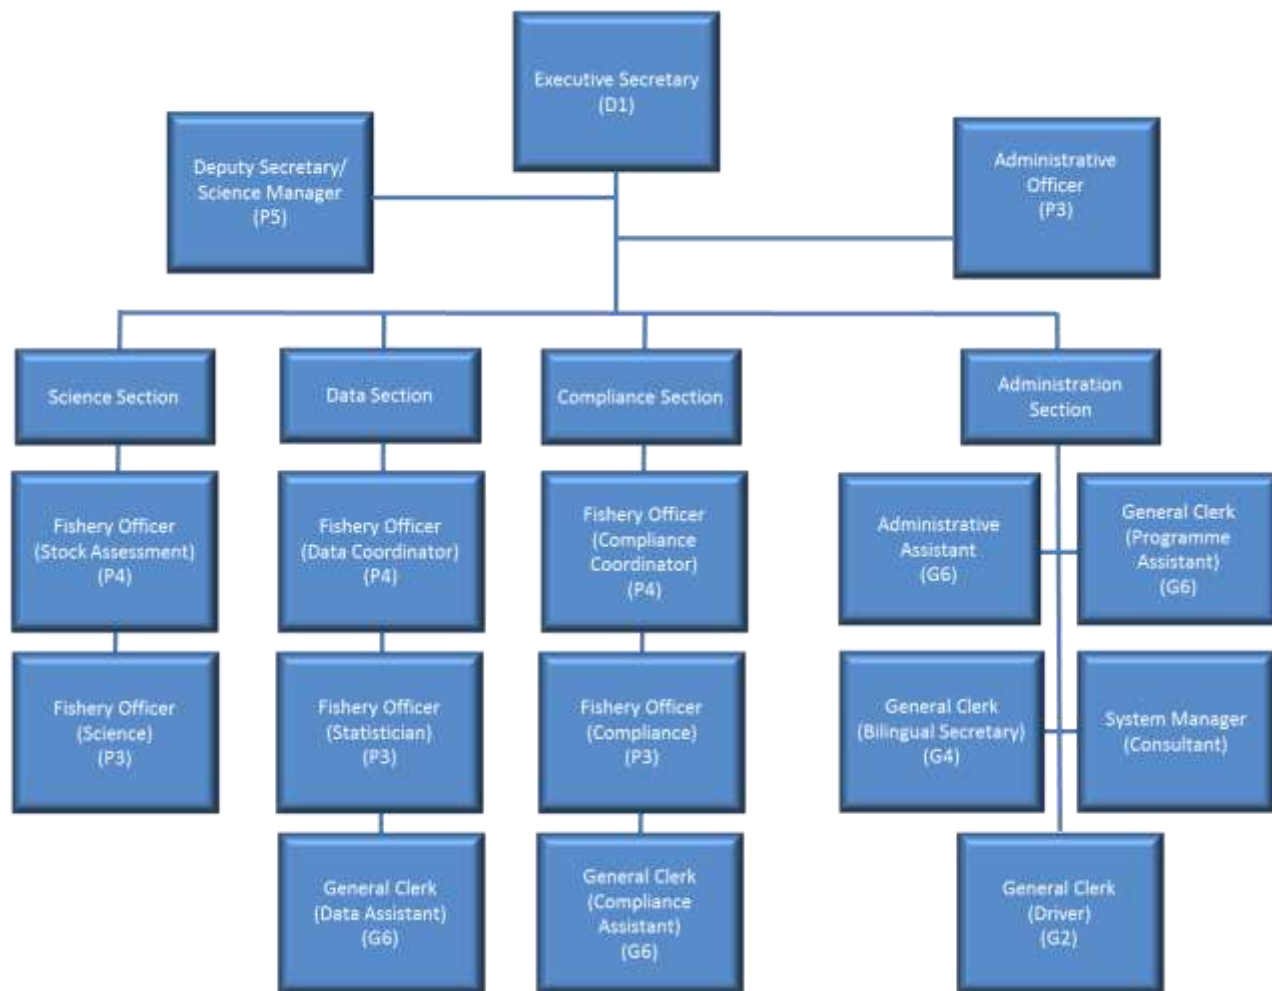 Executive Secretary
(D1)
Deputy Secretary/
Science Manager
(P5)
Administrative
Officer
(P3)
Science Section
Data Section
Compliance Section
Administration
Section
Fishery Officer
(Stock Assessment)
(P4)
Fishery Officer
(Data Coordinator)
(P4)
Fishery Officer
(Compliance
Coordinator)
(P4)
Administrative
Assistant
(G6)
General Clerk
(Programme
Assistant)
(G6)
Fishery Officer
(Science)
(P3)
Fishery Officer
(Statistician)
(P3)
Fishery Officer
(Compliance)
(P3)
General Clerk
(Bilingual Secretary)
(G4)
System Manager
(Consultant)
General Clerk
(Data Assistant)
(G6)
General Clerk
(Compliance
Assistant)
(G6)
General Clerk
(Driver)
(G2)